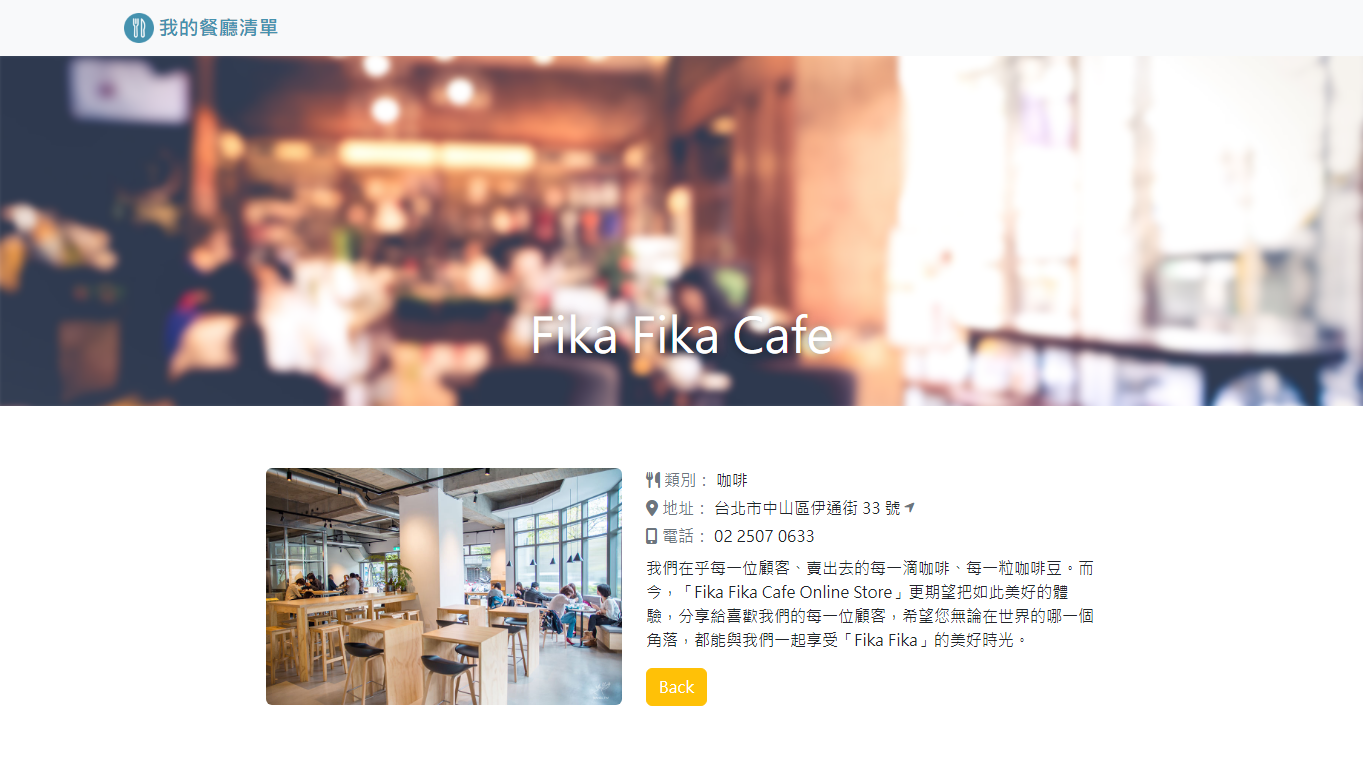 我的餐廳清單
Fika Fika Cafe
類別： 咖啡
地址： 台北市中山區伊通街 33 號
電話： 02 2507 0633
我們在乎每一位顧客、賣出去的每一滴咖啡、每一粒咖啡豆。而
今，「Fika Fika Cafe Online Store」更期望把如此美好的體
驗，分享給喜歡我們的每一位顧客，希望您無論在世界的哪一個
角落，都能與我們一起享受「Fika Fika」的美好時光。
Back